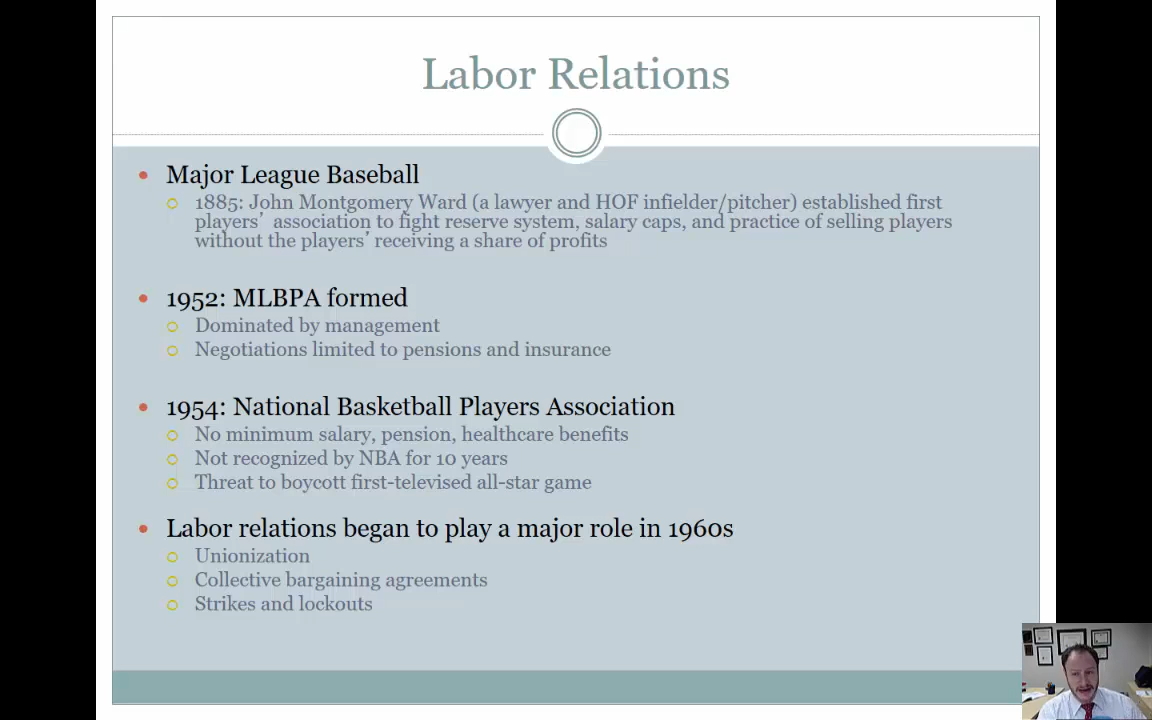 Labor Relations
Major League Baseball
1885: John Montgomery Ward (a lawyer and HOF infielder/pitcher) established first
players’ association to fight reserve system, salary caps, and practice of selling players
without the players’ receiving a share of profits
1952: MLBPA formed
Dominated by management
Negotiations limited to pensions and insurance
1954: National Basketball Players Association
No minimum salary, pension, healthcare benefits
Not recognized by NBA for 10 years
Threat to boycott first-televised all-star game
Labor relations began to play a major role in 1960s
Unionization
Collective bargaining agreements
Strikes and lockouts